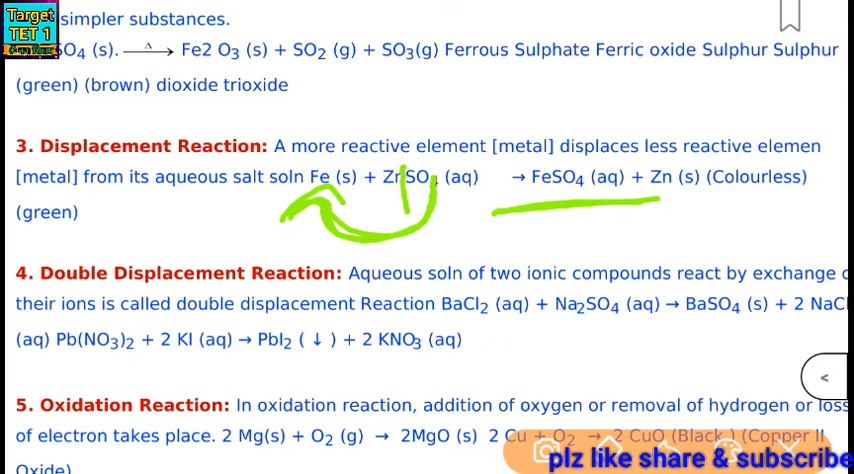 Target
TET 1
simpler substances.
SO4 (s). Δ → Fe2 O3 (s) + SO2 (g) + SO3(g) Ferrous Sulphate Ferric oxide Sulphur Sulphur
(green) (brown) dioxide trioxide
3. Displacement Reaction: A more reactive element [metal] displaces less reactive elemen
[metal] from its aqueous salt soln Fe (s) + Zn SO4 (aq) → FeSO4 (aq) + Zn (s) (Colourless)
(green)
4. Double Displacement Reaction: Aqueous soln of two ionic compounds react by exchange o
their ions is called double displacement Reaction BaCl2 (aq) + Na2SO4 (aq) → BaSO4 (s) + 2 NaCl
(aq) Pb(NO3)2 + 2 KI (aq) → PbI2 ( ↓ ) + 2 KNO3 (aq)
<
5. Oxidation Reaction: In oxidation reaction, addition of oxygen or removal of hydrogen or loss
of electron takes place. 2 Mg(s) + O2 (g) → 2MgO (s) 2 Cu + O2 → 2 CuO (Black ) (Copper II
Oxide)
plz like share & subscribe